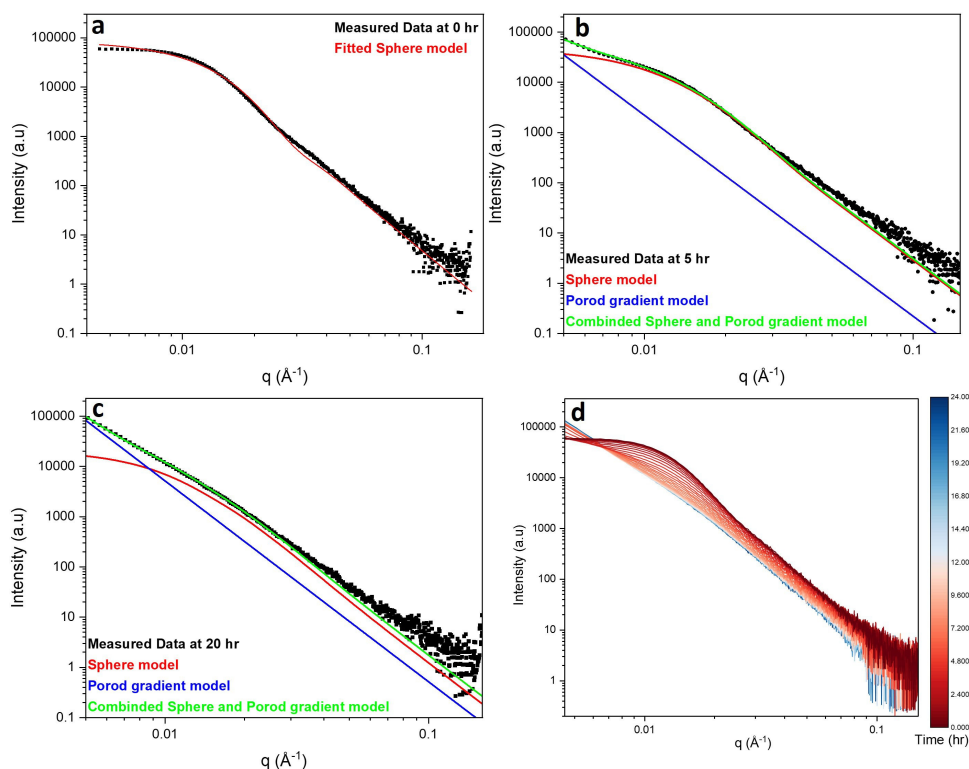 a
Measured Data at 0 hr
Fitted Sphere model
100000
10000
1000
100
10
1
0.1
Intensity (a.u)
0.01
0.1
q (Å⁻¹)
b
100000
10000
1000
100
10
1
0.1
Intensity (a.u)
Measured Data at 5 hr
Sphere model
Porod gradient model
Combinded Sphere and Porod gradient model
0.01
0.1
q (Å⁻¹)
c
100000
10000
1000
100
10
1
0.1
Intensity (a.u)
Measured Data at 20 hr
Sphere model
Porod gradient model
Combinded Sphere and Porod gradient model
0.01
0.1
q (Å⁻¹)
d
100000
10000
1000
100
10
1
Intensity (a.u)
0.01
0.1
q (Å⁻¹)
24.00
21.60
19.20
16.80
14.40
12.00
9.600
7.200
4.800
2.400
0.000
Time (hr)